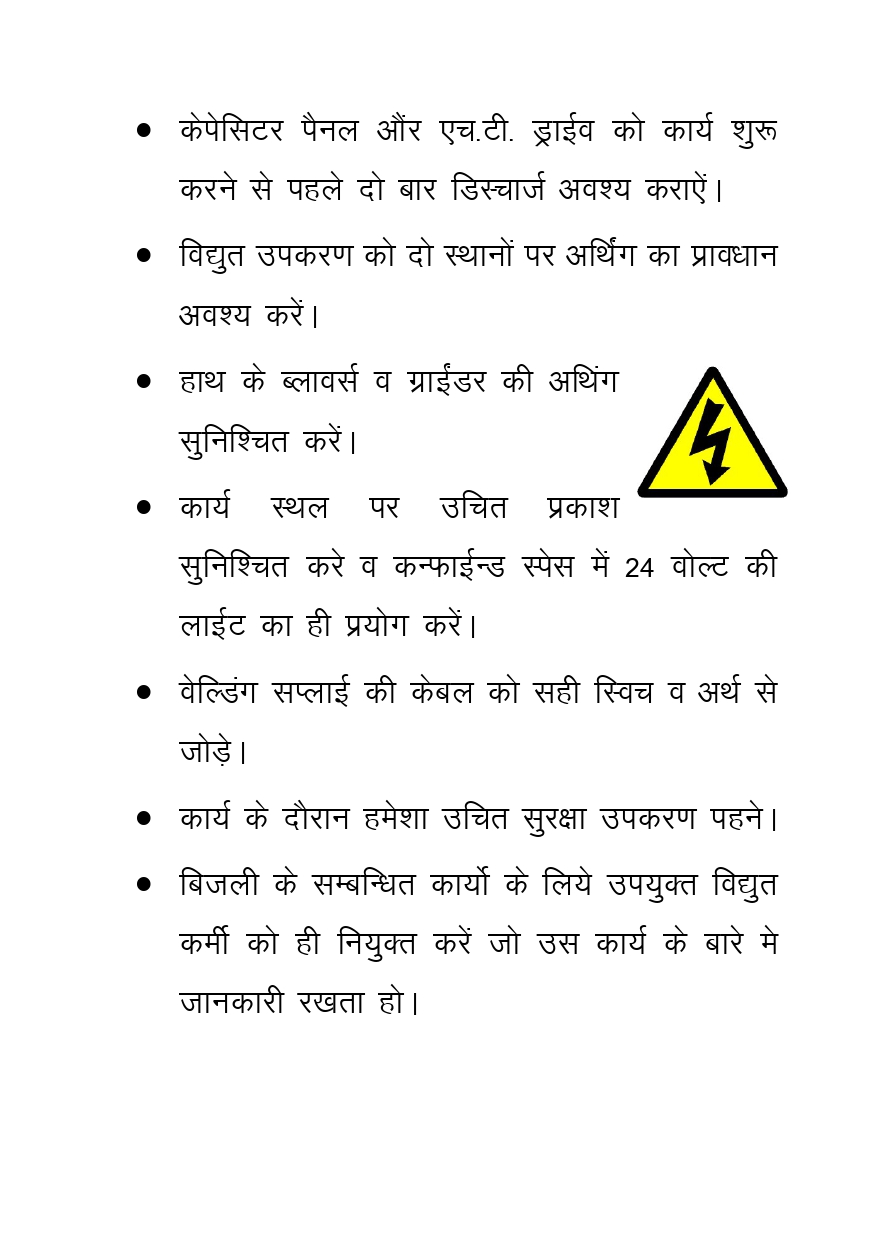 • केपेसिटर पैनल औंर एच.टी. ड्राईव को कार्य शुरू
करने से पहले दो बार डिस्चार्ज अवश्य कराऐं।
• विद्युत उपकरण को दो स्थानों पर अर्थिंग का प्रावधान
अवश्य करें।
• हाथ के ब्लावर्स व ग्राईंडर की अथिंग
सुनिश्चित करें।
• कार्य स्थल पर उचित प्रकाश
सुनिश्चित करे व कन्फाईन्ड स्पेस में 24 वोल्ट की
लाईट का ही प्रयोग करें।
• वेल्डिंग सप्लाई की केबल को सही स्विच व अर्थ से
जोड़े।
• कार्य के दौरान हमेशा उचित सुरक्षा उपकरण पहने।
• बिजली के सम्बन्धित कार्यो के लिये उपयुक्त विद्युत
कर्मी को ही नियुक्त करें जो उस कार्य के बारे मे
जानकारी रखता हो।